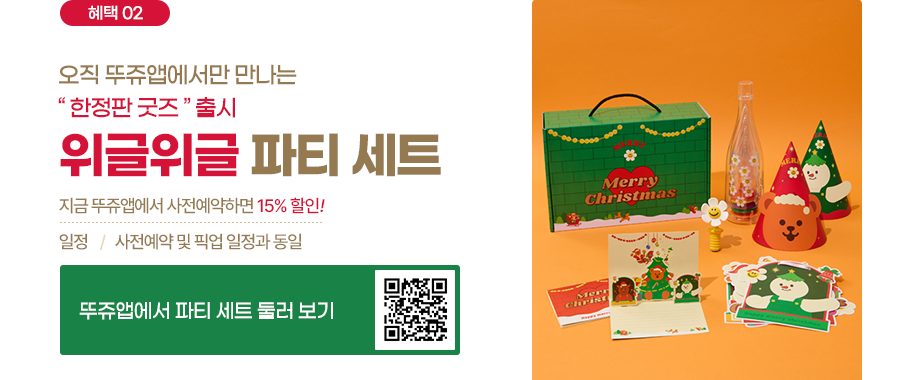 혜택 02
오직 뚜쥬앱에서만 만나는
“ 한정판 굿즈 ” 출시
위글위글 파티 세트
지금 뚜쥬앱에서 사전예약하면 15% 할인!
일정 / 사전예약 및 픽업 일정과 동일
뚜쥬앱에서 파티 세트 둘러 보기
MERRY
Merry
Christmas
MERRY
Merry
Christmas